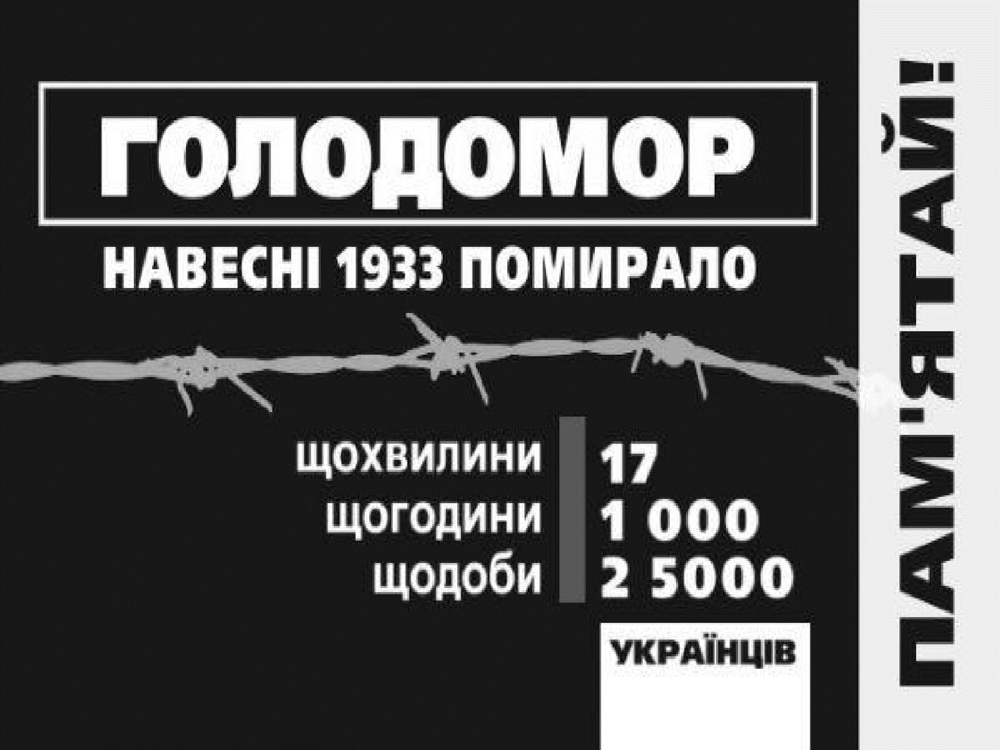 ГОЛОДОМОР
НАВЕСНІ 1933 ПОМИРАЛО
ЩОХВИЛИНИ 17
ЩОГОДИНИ 1 000
ЩОДОБИ 2 5000
УКРАЇНЦІВ
ПАМ'ЯТАЙ!